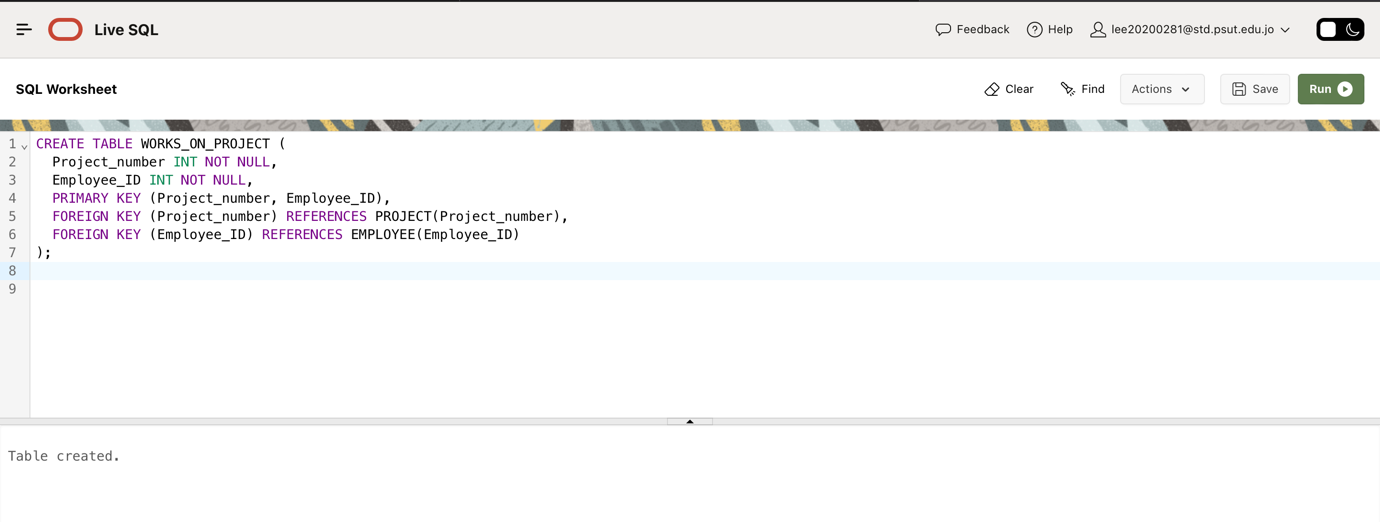 Live SQL
Feedback
Help
lee20200281@std.psut.edu.jo
SQL Worksheet
Clear
Find
Actions
Save
Run
1 CREATE TABLE WORKS_ON_PROJECT (
2 Project_number INT NOT NULL,
3 Employee_ID INT NOT NULL,
4 PRIMARY KEY (Project_number, Employee_ID),
5 FOREIGN KEY (Project_number) REFERENCES PROJECT(Project_number),
6 FOREIGN KEY (Employee_ID) REFERENCES EMPLOYEE(Employee_ID)
7 );
8
9
Table created.